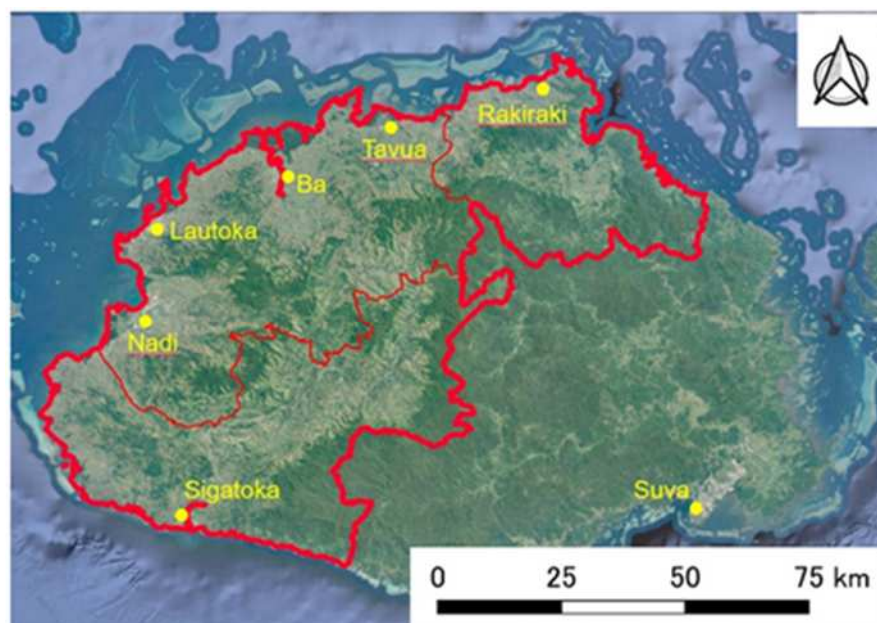 Rakiraki
Tavua
Ba
Lautoka
Nadi
Sigatoka
Suva
0 25 50 75 km